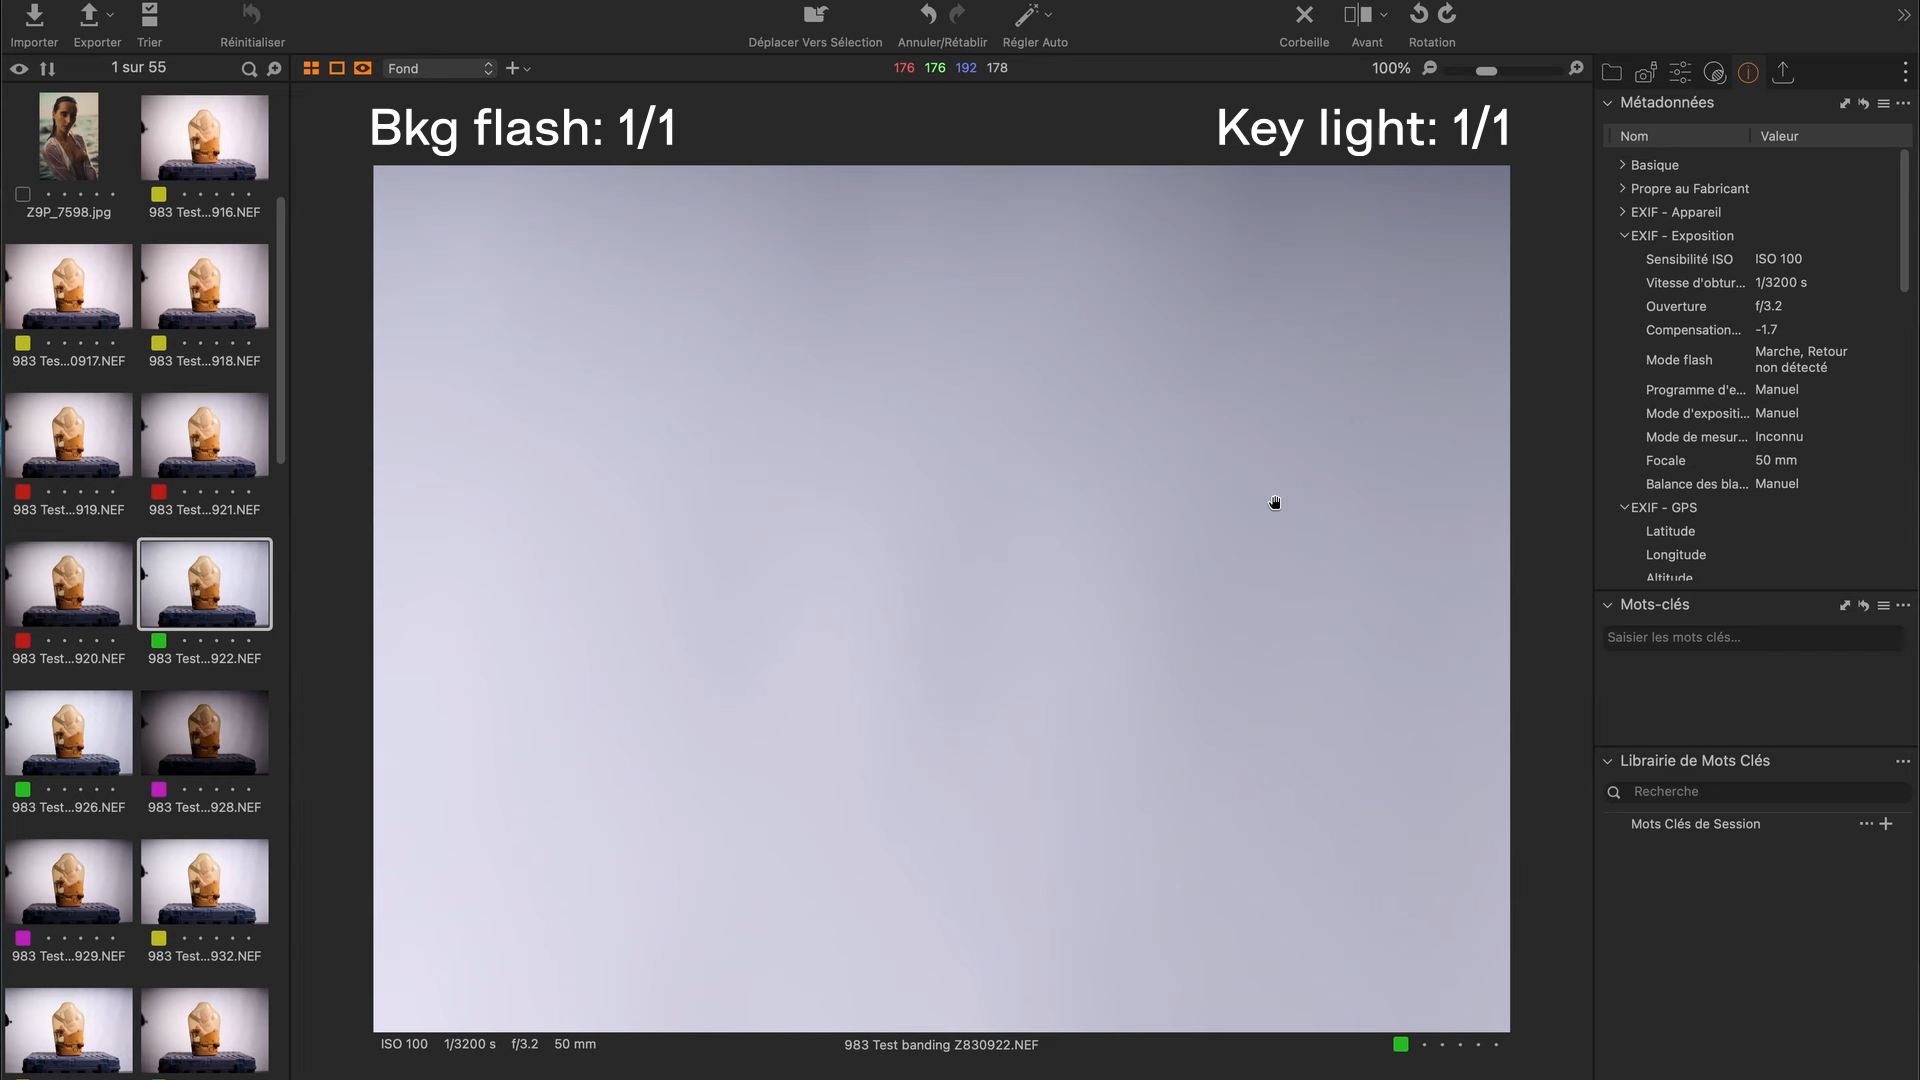 Importer
Exporter
Trier
Réinitialiser
Déplacer Vers Sélection
Annuler/Rétablir
Régler Auto
Corbeille
Avant
Rotation
1 sur 55
Fond
176 176 192 178
100%
Bkg flash: 1/1
Key light: 1/1
Z9P_7598.jpg
983 Test...916.NEF
983 Tes...0917.NEF
983 Test...918.NEF
983 Test...919.NEF
983 Test...921.NEF
983 Test...920.NEF
983 Test...922.NEF
983 Test...926.NEF
983 Test...928.NEF
983 Test...929.NEF
983 Test...932.NEF
ISO 100 1/3200 s f/3.2 50 mm
983 Test banding Z830922.NEF
Métadonnées
Nom Valeur
Basique
Propre au Fabricant
EXIF - Appareil
EXIF - Exposition
Sensibilité ISO ISO 100
Vitesse d'obtur... 1/3200 s
Ouverture f/3.2
Compensation... -1.7
Mode flash Marche, Retour
non détecté
Programme d'e... Manuel
Mode d'expositi... Manuel
Mode de mesur... Inconnu
Focale 50 mm
Balance des bla... Manuel
EXIF - GPS
Latitude
Longitude
Altitude
Mots-clés
Saisier les mots clés...
Librairie de Mots Clés
Recherche
Mots Clés de Session